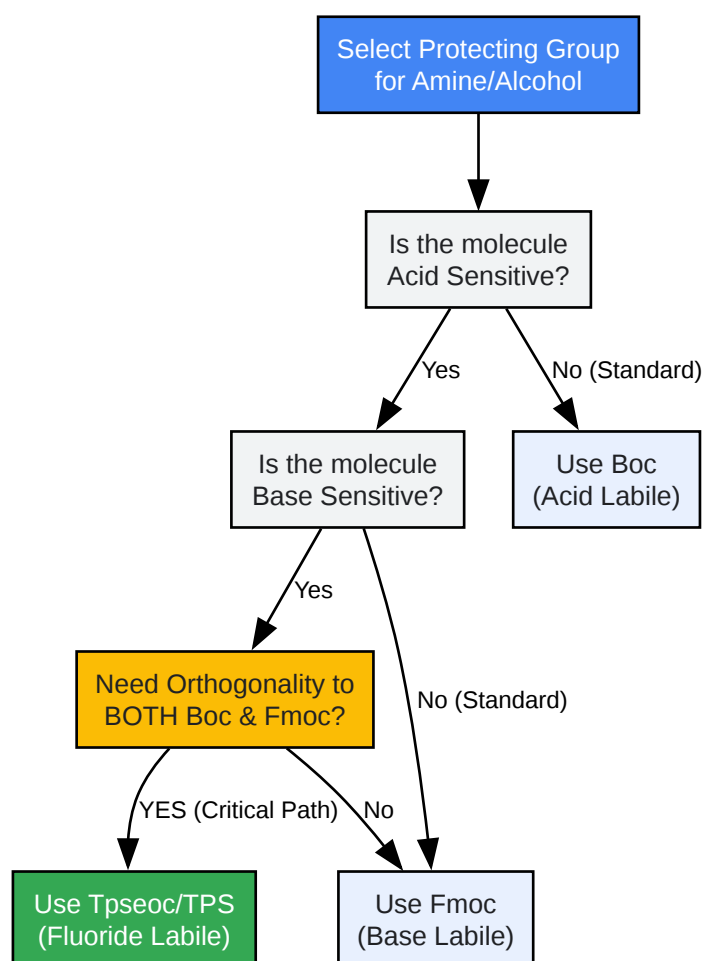 Select Protecting Group
for Amine/Alcohol
Is the molecule
Acid Sensitive?
Yes
No (Standard)
Is the molecule
Base Sensitive?
Use Boc
(Acid Labile)
Yes
No (Standard)
Need Orthogonality to
BOTH Boc & Fmoc?
YES (Critical Path)
No
Use Tpseoc/TPS
(Fluoride Labile)
Use Fmoc
(Base Labile)